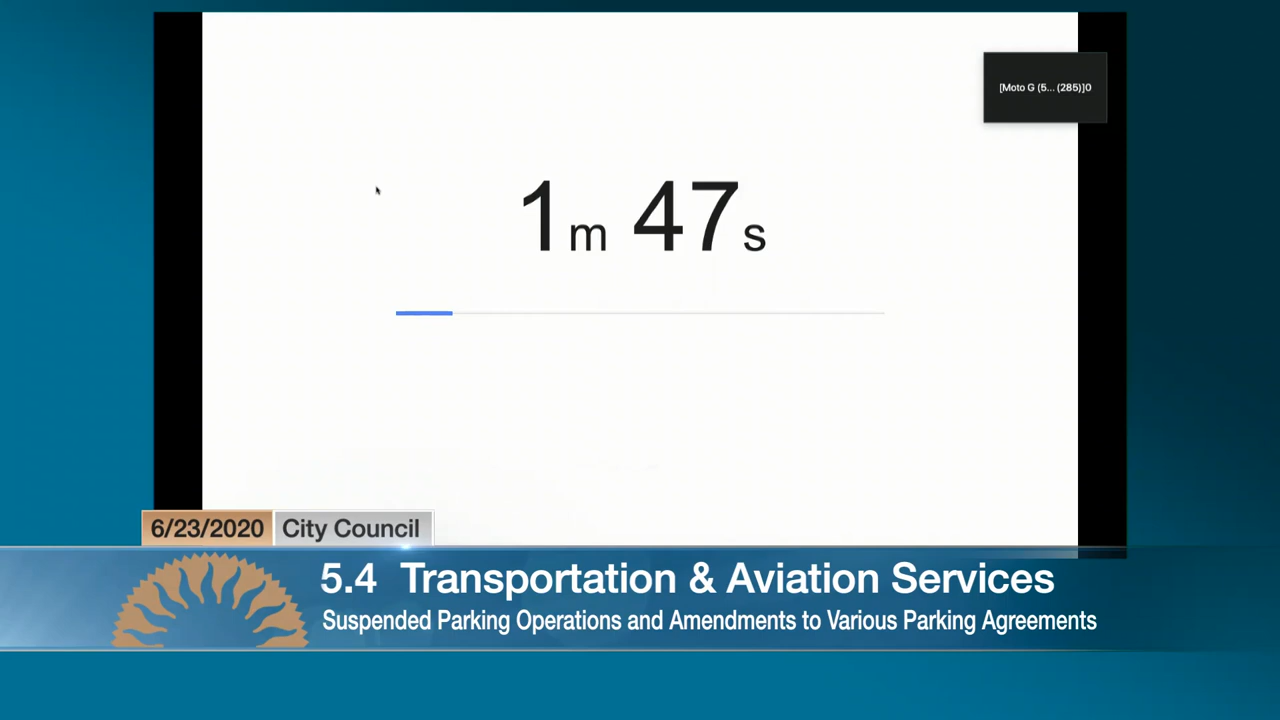 [Moto G (5... (285)]0
1m 47s
6/23/2020 City Council
5.4 Transportation & Aviation Services
Suspended Parking Operations and Amendments to Various Parking Agreements